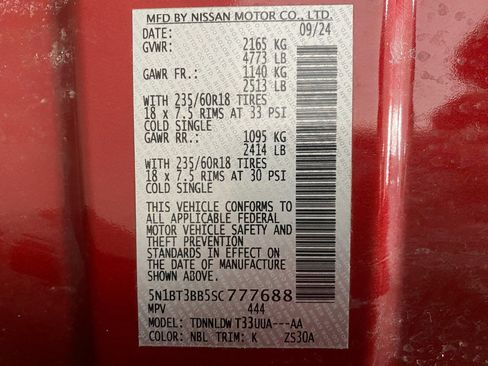 MFD BY NISSAN MOTOR CO., LTD.
DATE: 09/24
GVWR: 2165 KG
4773 LB
GAWR FR.: 1140 KG
2513 LB
WITH 235/60R18 TIRES
18 x 7.5 RIMS AT 33 PSI
COLD SINGLE
GAWR RR.: 1095 KG
2414 LB
WITH 235/60R18 TIRES
18 x 7.5 RIMS AT 30 PSI
COLD SINGLE
THIS VEHICLE CONFORMS TO
ALL APPLICABLE FEDERAL
MOTOR VEHICLE SAFETY AND
THEFT PREVENTION
STANDARDS IN EFFECT ON
THE DATE OF MANUFACTURE
SHOWN ABOVE.
5N1BT3BB5SC777688
MPV 444
MODEL: TDNNLDW T33UUA---AA
COLOR: NBL TRIM: K ZS30A